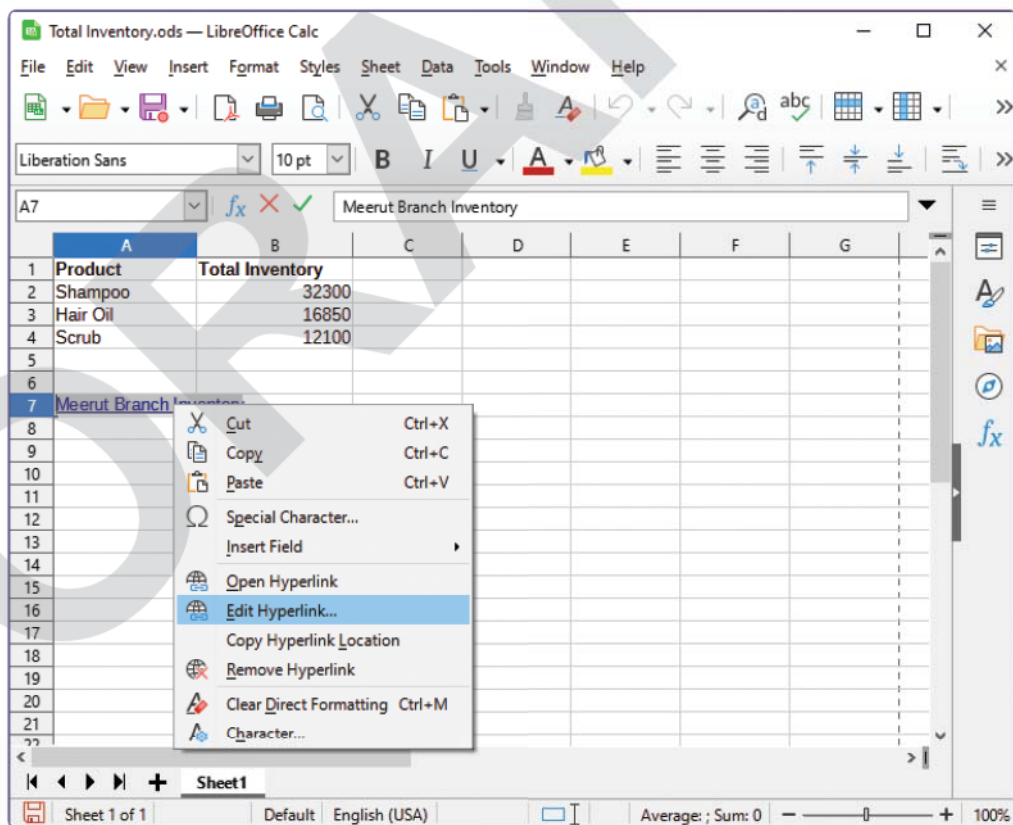 Total Inventory.ods — LibreOffice Calc
File Edit View Insert Format Styles Sheet Data Tools Window Help
Liberation Sans 10 pt B I U A
A7 fx Meerut Branch Inventory
A B C D E F G
1 Product Total Inventory
2 Shampoo 32300
3 Hair Oil 16850
4 Scrub 12100
5
6
7 Meerut Branch Inventory
8
9
10
11
12
13
14
15
16
17
18
19
20
21
22
Cut Ctrl+X
Copy Ctrl+C
Paste Ctrl+V
Special Character...
Insert Field
Open Hyperlink
Edit Hyperlink...
Copy Hyperlink Location
Remove Hyperlink
Clear Direct Formatting Ctrl+M
Character...
Sheet1
Sheet 1 of 1 Default English (USA) Average: ; Sum: 0 100%